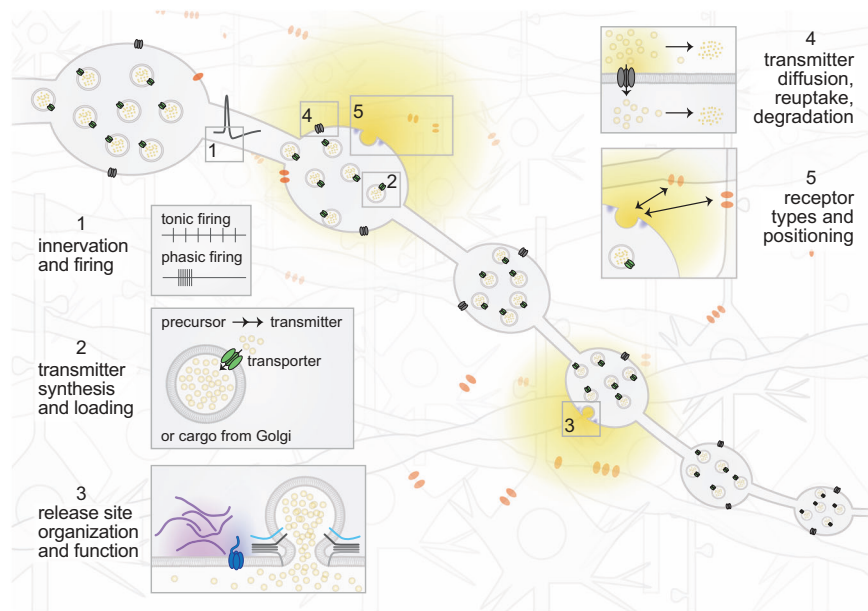 4
transmitter
diffusion,
reuptake,
degradation
4
5
1
2
5
receptor
types and
positioning
1
innervation
and firing
tonic firing
phasic firing
2
transmitter
synthesis
and loading
precursor transmitter
transporter
or cargo from Golgi
3
3
release site
organization
and function